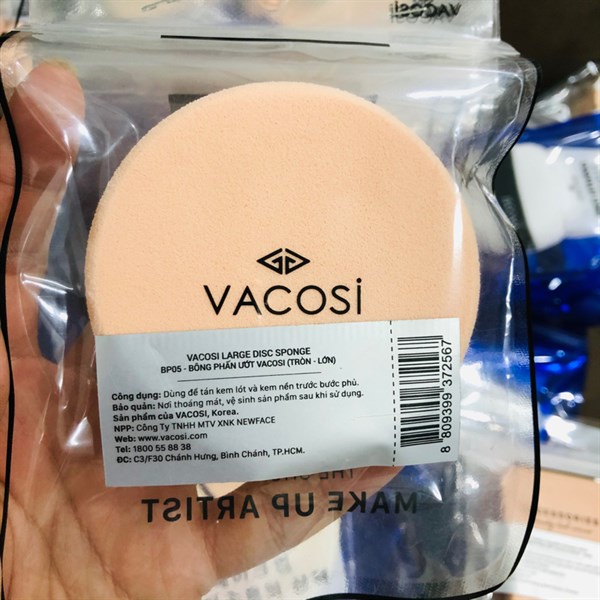 VACOSI
VACOSI
VACOSI LARGE DISC SPONGE
BP05 - BÔNG PHẤN ƯỚT VACOSI (TRÒN - LỚN)
Công dụng: Dùng để tán kem lót và kem nền trước bước phủ.
Bảo quản: Nơi thoáng mát, vệ sinh sản phẩm sau khi sử dụng.
Sản phẩm của VACOSI, Korea.
NPP: Công Ty TNHH MTV XNK NEWFACE
Web: www.vacosi.com
Tel: 1800 55 88 38
ĐC: C3/F30 Chánh Hưng, Bình Chánh, TP.HCM.
8 809399 372567
THE
MAKE UP ARTIST